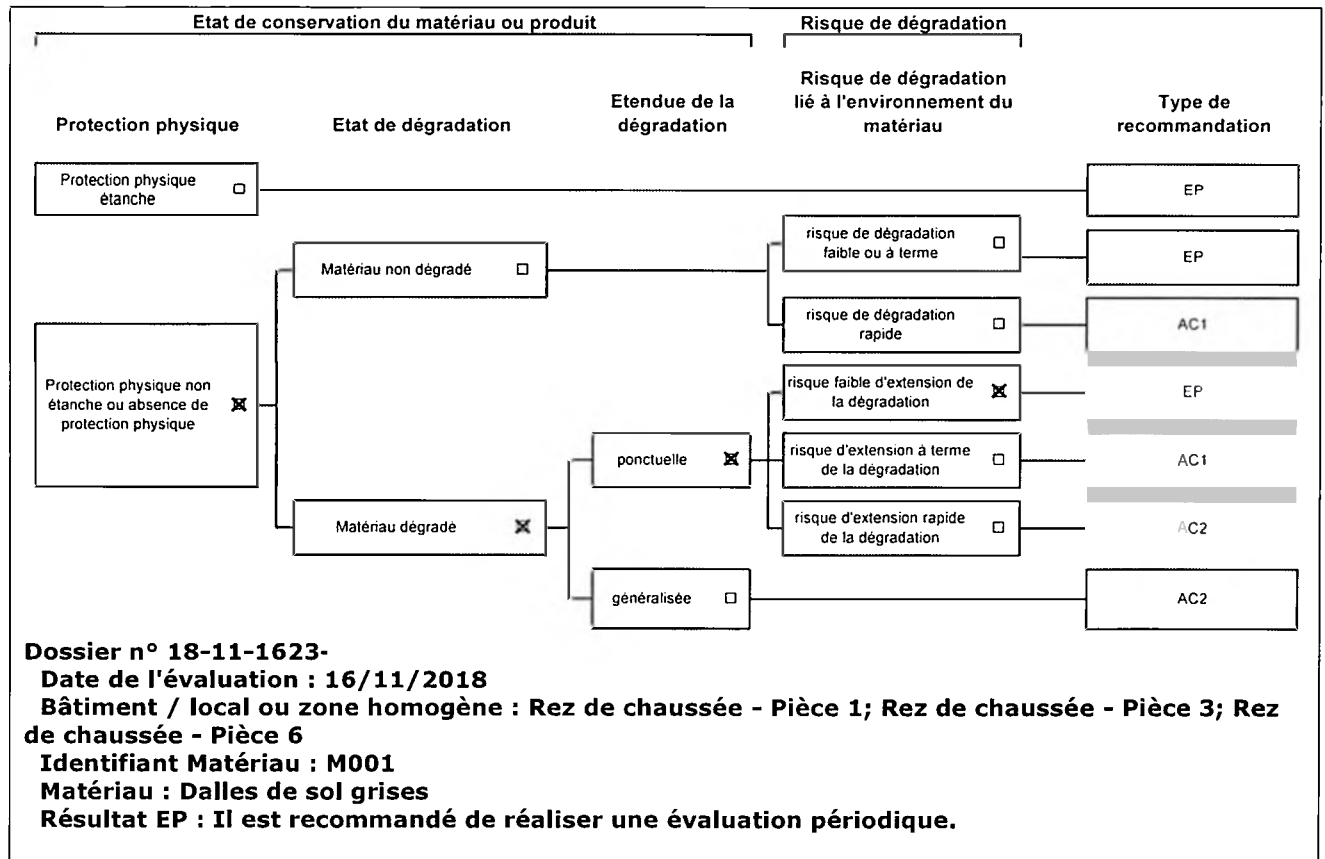 Etat de conservation du matériau ou produit
Risque de dégradation
Protection physique
Etat de dégradation
Etendue de la
dégradation
Risque de dégradation
lié à l'environnement du
matériau
Type de
recommandation
Protection physique
étanche
EP
Matériau non dégradé
risque de dégradation
faible ou à terme
EP
risque de dégradation
rapide
AC1
Protection physique non
étanche ou absence de
protection physique
risque faible d'extension de
la dégradation
EP
ponctuelle
risque d'extension à terme
de la dégradation
AC1
Matériau dégradé
risque d'extension rapide
de la dégradation
AC2
généralisée
AC2
Dossier n° 18-11-1623-
Date de l'évaluation : 16/11/2018
Bâtiment / local ou zone homogène : Rez de chaussée - Pièce 1; Rez de chaussée - Pièce 3; Rez
de chaussée - Pièce 6
Identifiant Matériau : M001
Matériau : Dalles de sol grises
Résultat EP : Il est recommandé de réaliser une évaluation périodique.